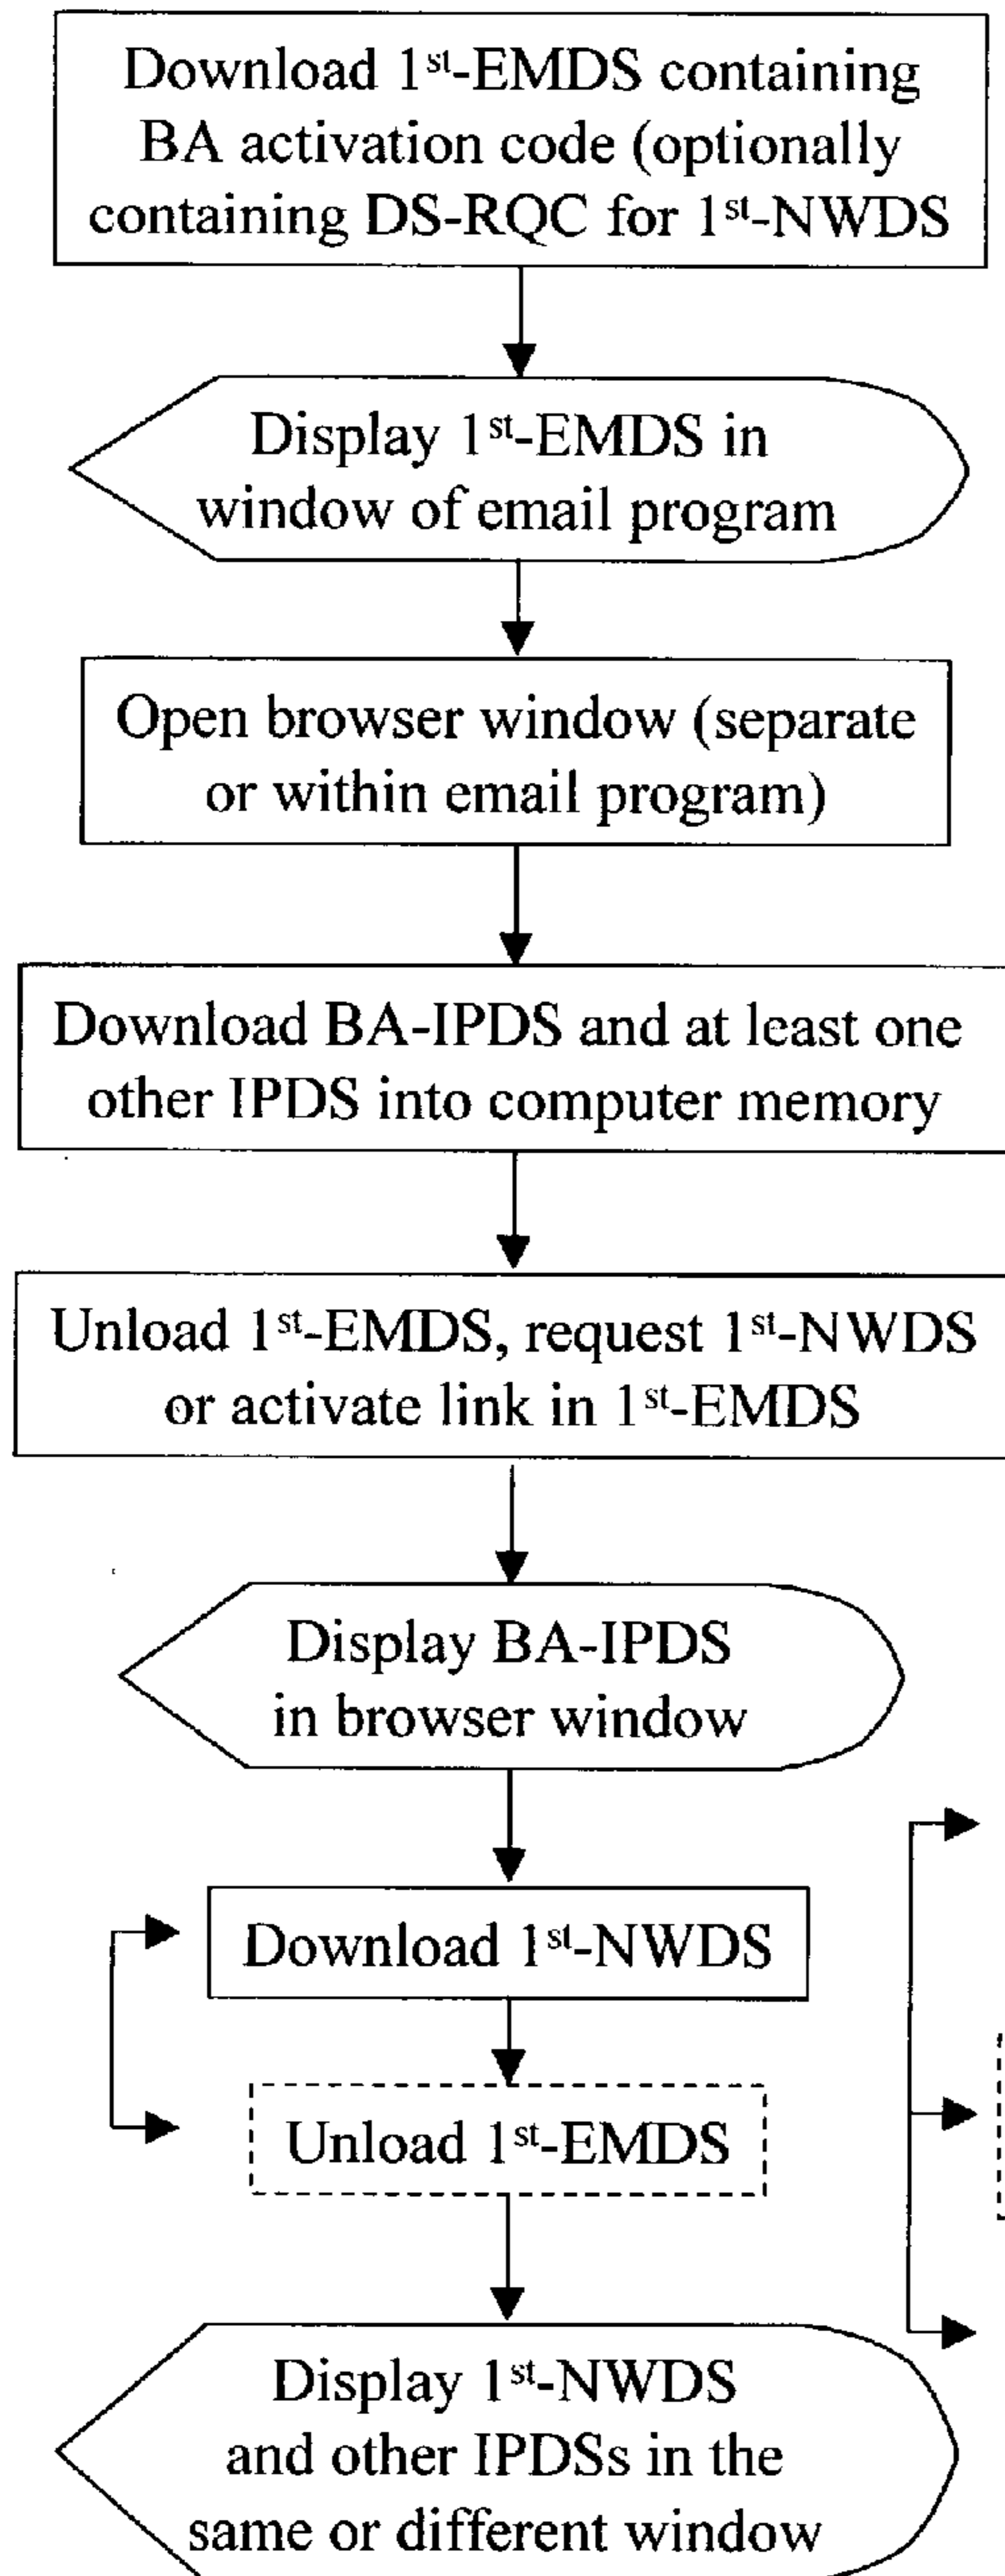 Download 1st-EMDS containing
BA activation code (optionally
containing DS-RQC for 1st-NWDS
Display 1st-EMDS in
window of email program
Open browser window (separate
or within email program)
Download BA-IPDS and at least one
other IPDS into computer memory
Unload 1st-EMDS, request 1st-NWDS
or activate link in 1st-EMDS
Display BA-IPDS
in browser window
Download 1st-NWDS
Unload 1st-EMDS
Display 1st-NWDS
and other IPDSs in the
same or different window